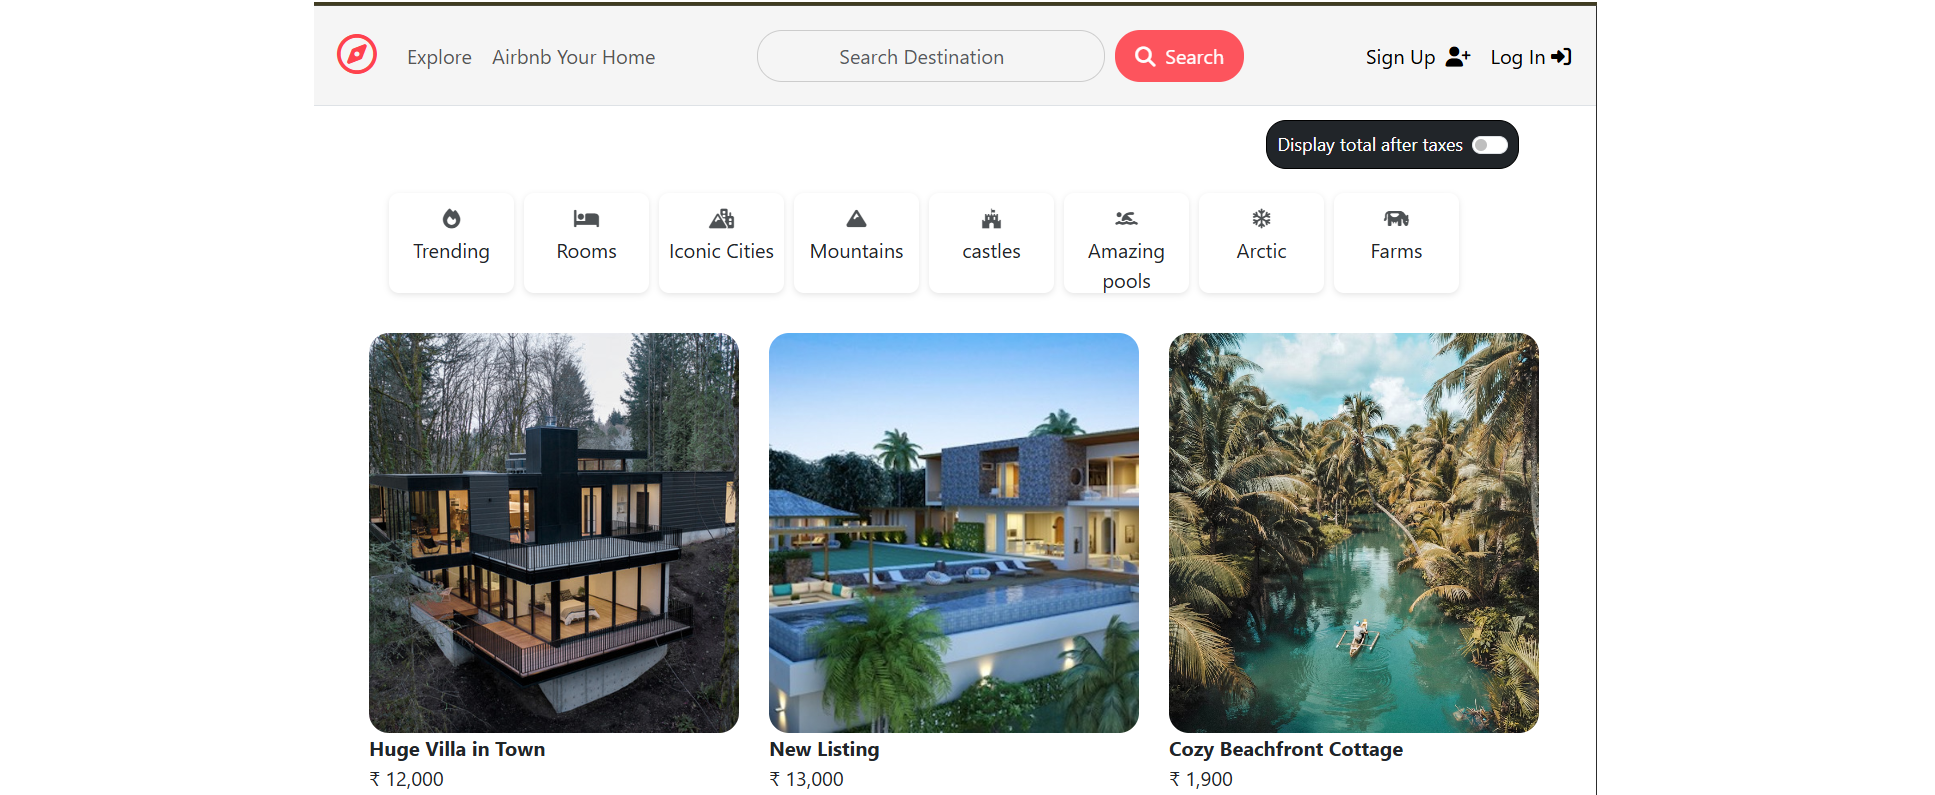 Explore Airbnb Your Home Search Destination Search Sign Up Log In
Display total after taxes
Trending Rooms Iconic Cities Mountains castles Amazing pools Arctic Farms
Huge Villa in Town New Listing Cozy Beachfront Cottage
₹ 12,000 ₹ 13,000 ₹ 1,900